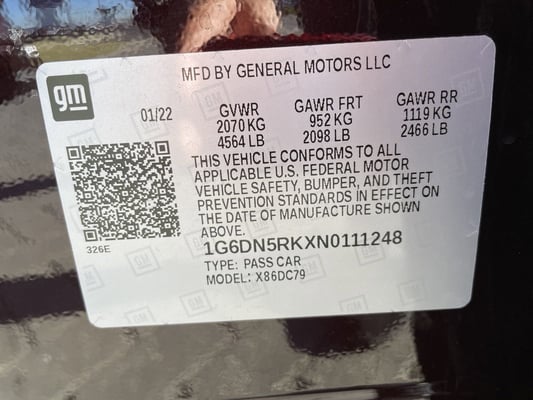 MFD BY GENERAL MOTORS LLC
gm
01/22 GVWR GAWR FRT GAWR RR
2070 KG 952 KG 1119 KG
4564 LB 2098 LB 2466 LB
THIS VEHICLE CONFORMS TO ALL
APPLICABLE U.S. FEDERAL MOTOR
VEHICLE SAFETY, BUMPER, AND THEFT
PREVENTION STANDARDS IN EFFECT ON
THE DATE OF MANUFACTURE SHOWN
ABOVE.
326E
1G6DN5RKXN0111248
TYPE: PASS CAR
MODEL: X86DC79